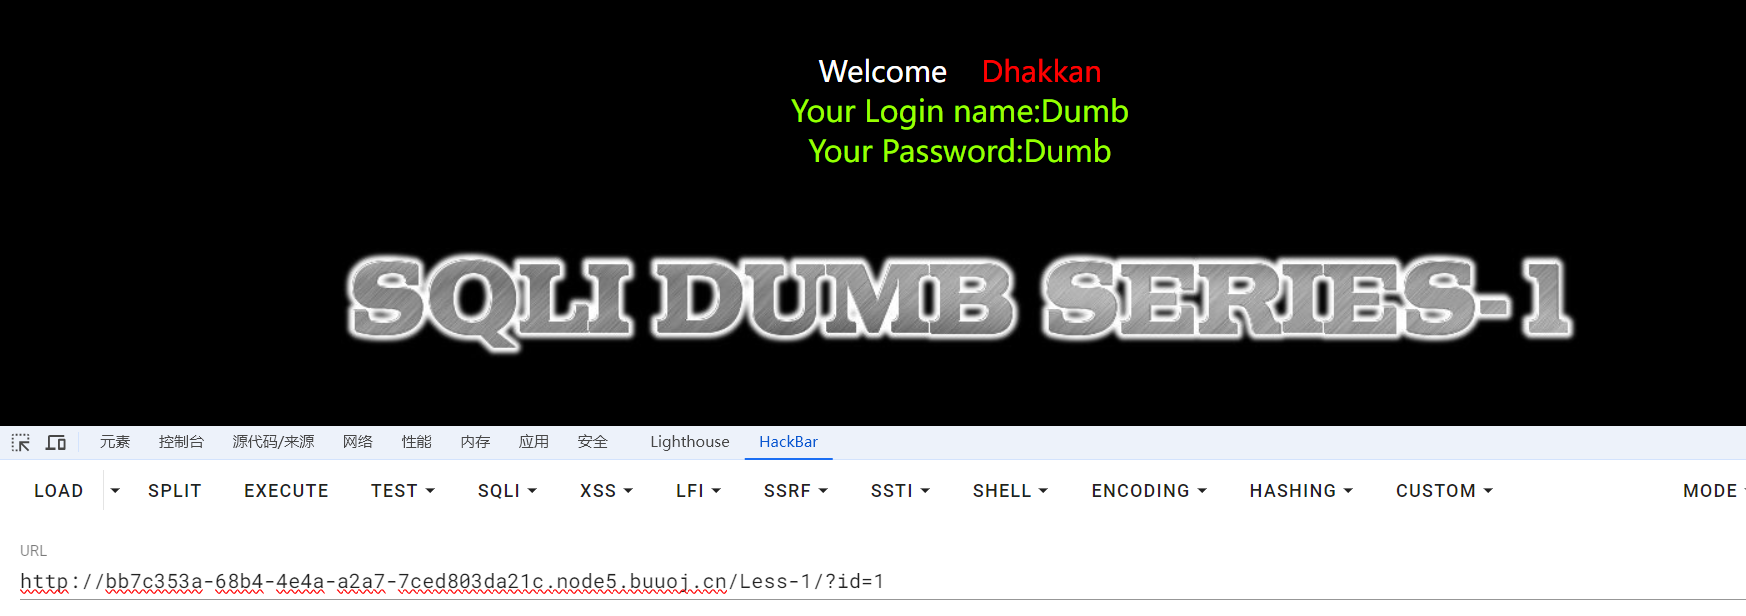 Welcome Dhakkan
Your Login name:Dumb
Your Password:Dumb
SQLI DUMB SERIES-1
元素 控制台 源代码/来源 网络 性能 内存 应用 安全 Lighthouse HackBar
LOAD SPLIT EXECUTE TEST SQLI XSS LFI SSRF SSTI SHELL ENCODING HASHING CUSTOM MODE
URL
http://bb7c353a-68b4-4e4a-a2a7-7ced803da21c.node5.buuoj.cn/Less-1/?id=1